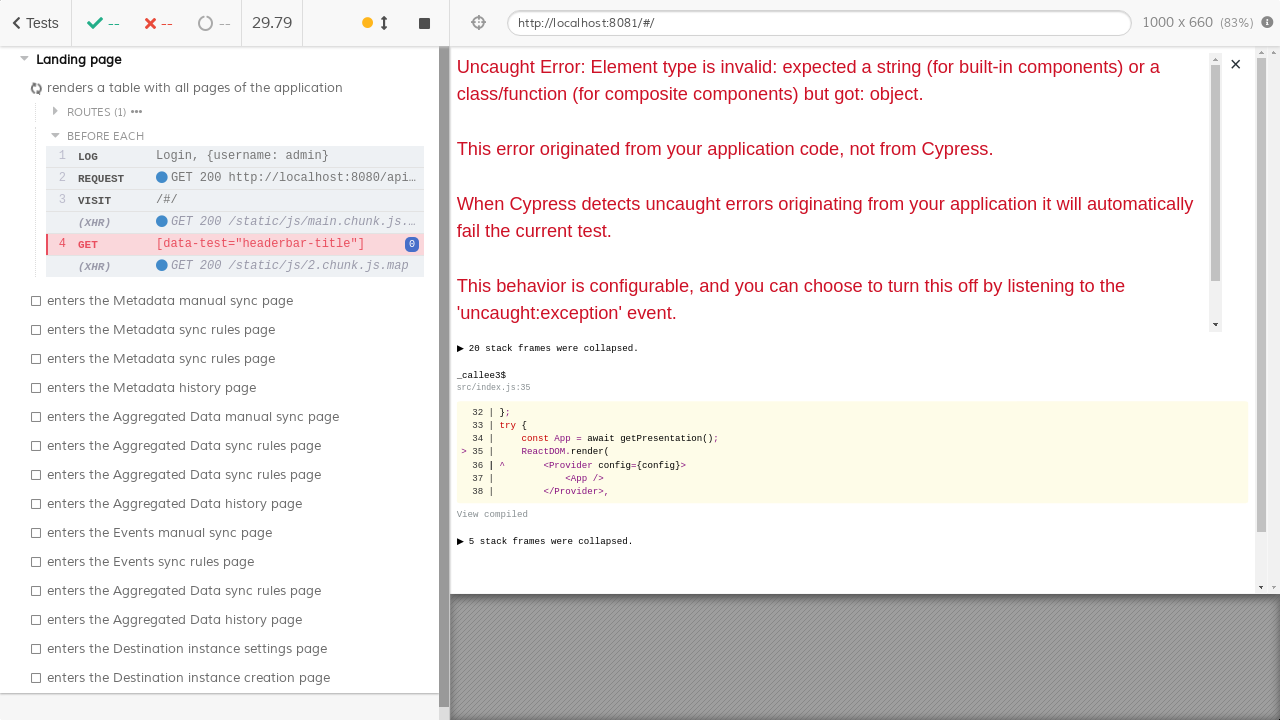 Tests
--
--
--
29.79
http://localhost:8081/#/
1000 x 660 (83%)
Landing page
renders a table with all pages of the application
ROUTES (1)
BEFORE EACH
1 LOG Login, {username: admin}
2 REQUEST GET 200 http://localhost:8080/api…
3 VISIT /#/
(XHR) GET 200 /static/js/main.chunk.js.…
4 GET [data-test="headerbar-title"] 0
(XHR) GET 200 /static/js/2.chunk.js.map
enters the Metadata manual sync page
enters the Metadata sync rules page
enters the Metadata sync rules page
enters the Metadata history page
enters the Aggregated Data manual sync page
enters the Aggregated Data sync rules page
enters the Aggregated Data sync rules page
enters the Aggregated Data history page
enters the Events manual sync page
enters the Events sync rules page
enters the Aggregated Data sync rules page
enters the Aggregated Data history page
enters the Destination instance settings page
enters the Destination instance creation page
Uncaught Error: Element type is invalid: expected a string (for built-in components) or a
class/function (for composite components) but got: object.
This error originated from your application code, not from Cypress.
When Cypress detects uncaught errors originating from your application it will automatically
fail the current test.
This behavior is configurable, and you can choose to turn this off by listening to the
'uncaught:exception' event.
▶ 20 stack frames were collapsed.
_callee3$
src/index.js:35
32 | };
33 | try {
34 |     const App = await getPresentation();
> 35 |     ReactDOM.render(
36 | ^       <Provider config={config}>
37 |             <App />
38 |         </Provider>,
View compiled
▶ 5 stack frames were collapsed.